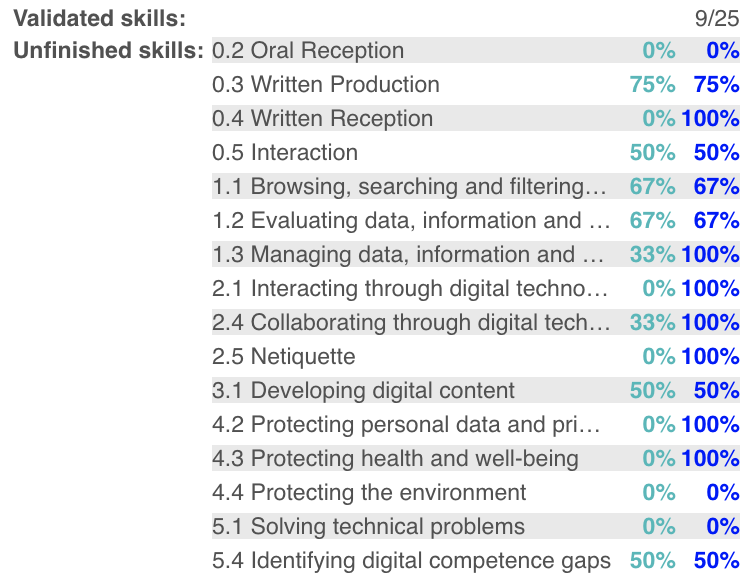 Validated skills: 9/25
Unfinished skills: 0.2 Oral Reception 0% 0%
0.3 Written Production 75% 75%
0.4 Written Reception 0% 100%
0.5 Interaction 50% 50%
1.1 Browsing, searching and filtering… 67% 67%
1.2 Evaluating data, information and … 67% 67%
1.3 Managing data, information and … 33% 100%
2.1 Interacting through digital techno… 0% 100%
2.4 Collaborating through digital tech… 33% 100%
2.5 Netiquette 0% 100%
3.1 Developing digital content 50% 50%
4.2 Protecting personal data and pri… 0% 100%
4.3 Protecting health and well-being 0% 100%
4.4 Protecting the environment 0% 0%
5.1 Solving technical problems 0% 0%
5.4 Identifying digital competence gaps 50% 50%